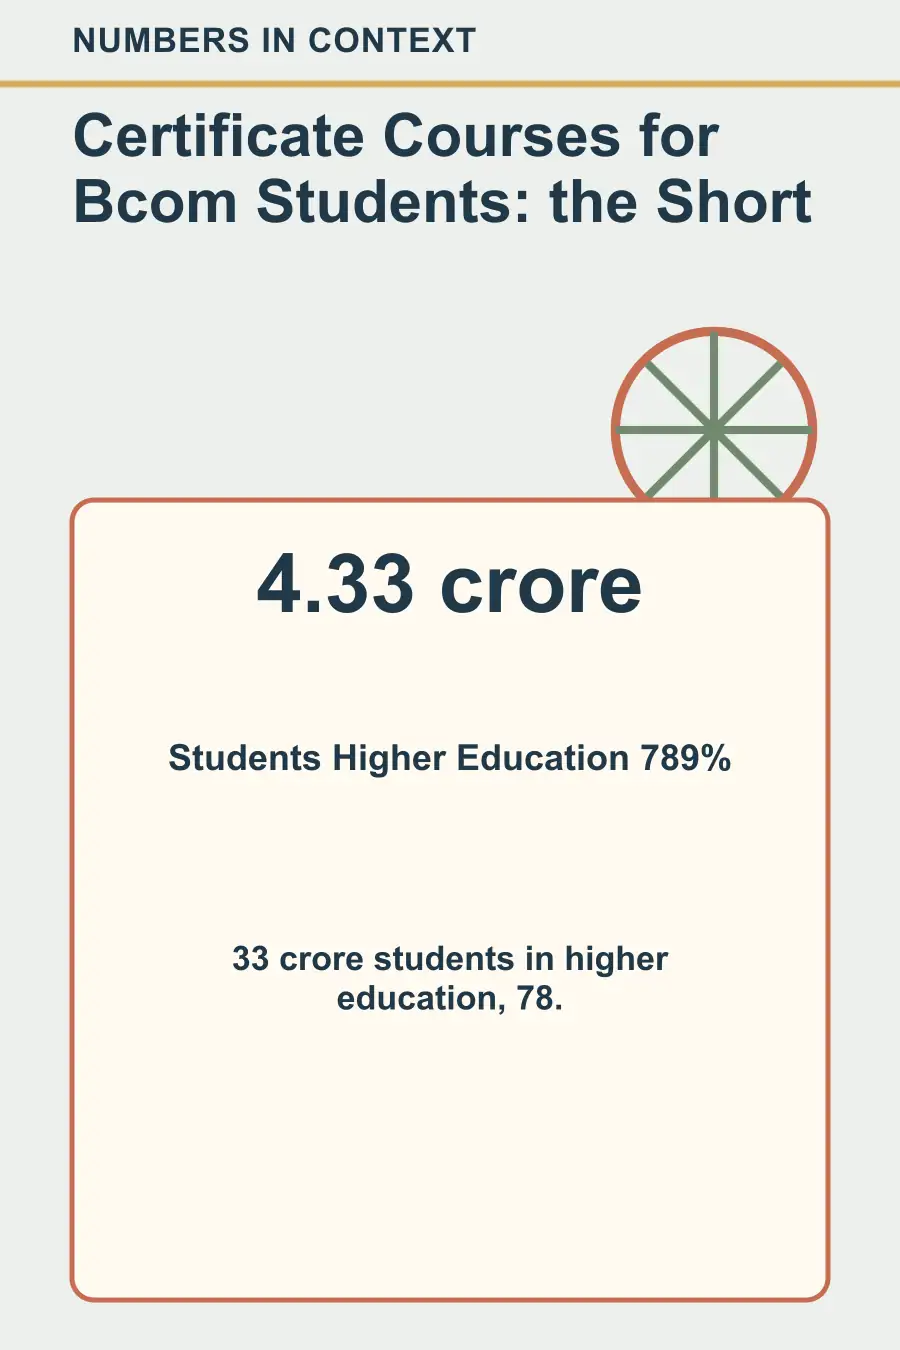 NUMBERS IN CONTEXT
Certificate Courses for
Bcom Students: the Short
4.33 crore
Students Higher Education 789%
33 crore students in higher
education, 78.